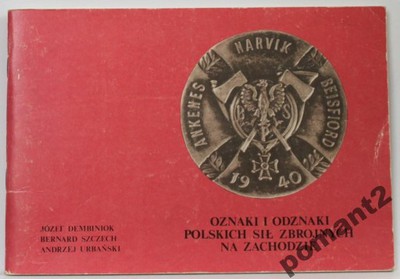 ANKENES NARVIK BEISFJORD
1940
JÓZEF DEMBINIOK
BERNARD SZCZECH
ANDRZEJ URBAŃSKI
OZNAKI I ODZNAKI
POLSKICH SIŁ ZBROJNYCH
NA ZACHODZIE
pomant2